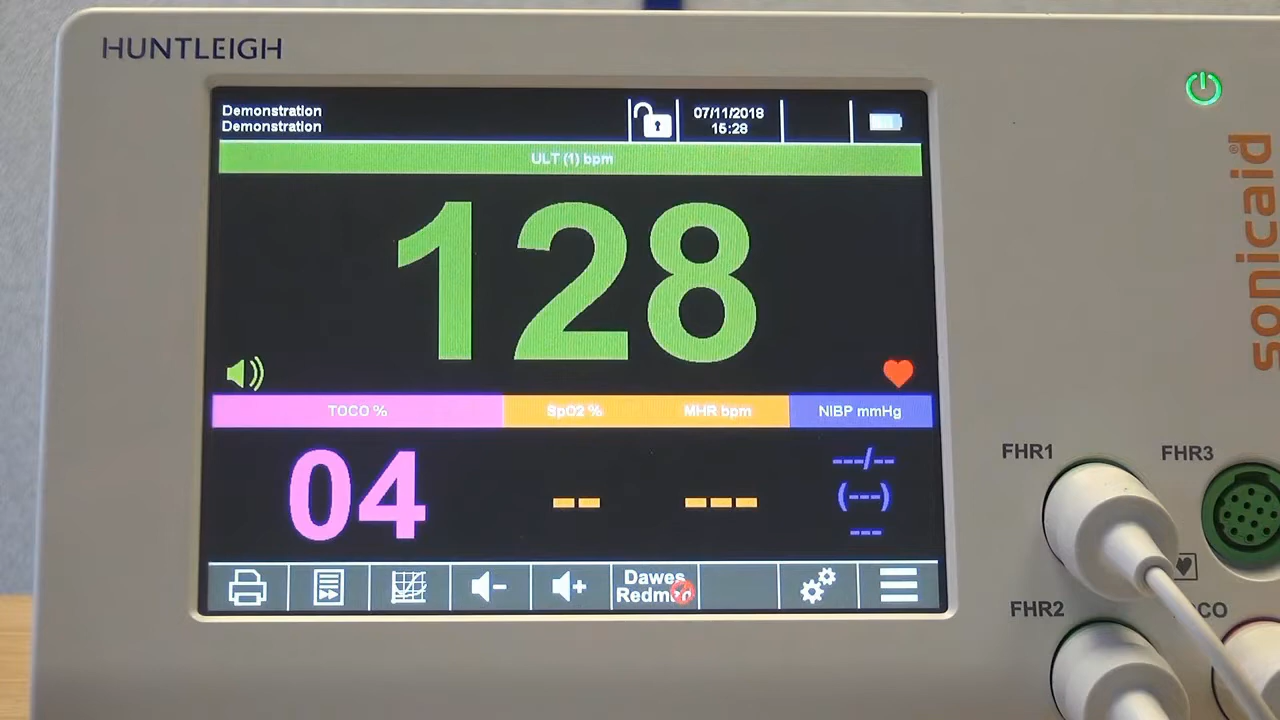 HUNTLEIGH
Demonstration
Demonstration
07/11/2018
15:28
ULT (1) bpm
128
TOCO %
SpO2 %
MHR bpm
NIBP mmHg
04
--
---
---/--
(---)
---
Dawes
Redman
sonicaid®
FHR1
FHR3
FHR2
TOCO